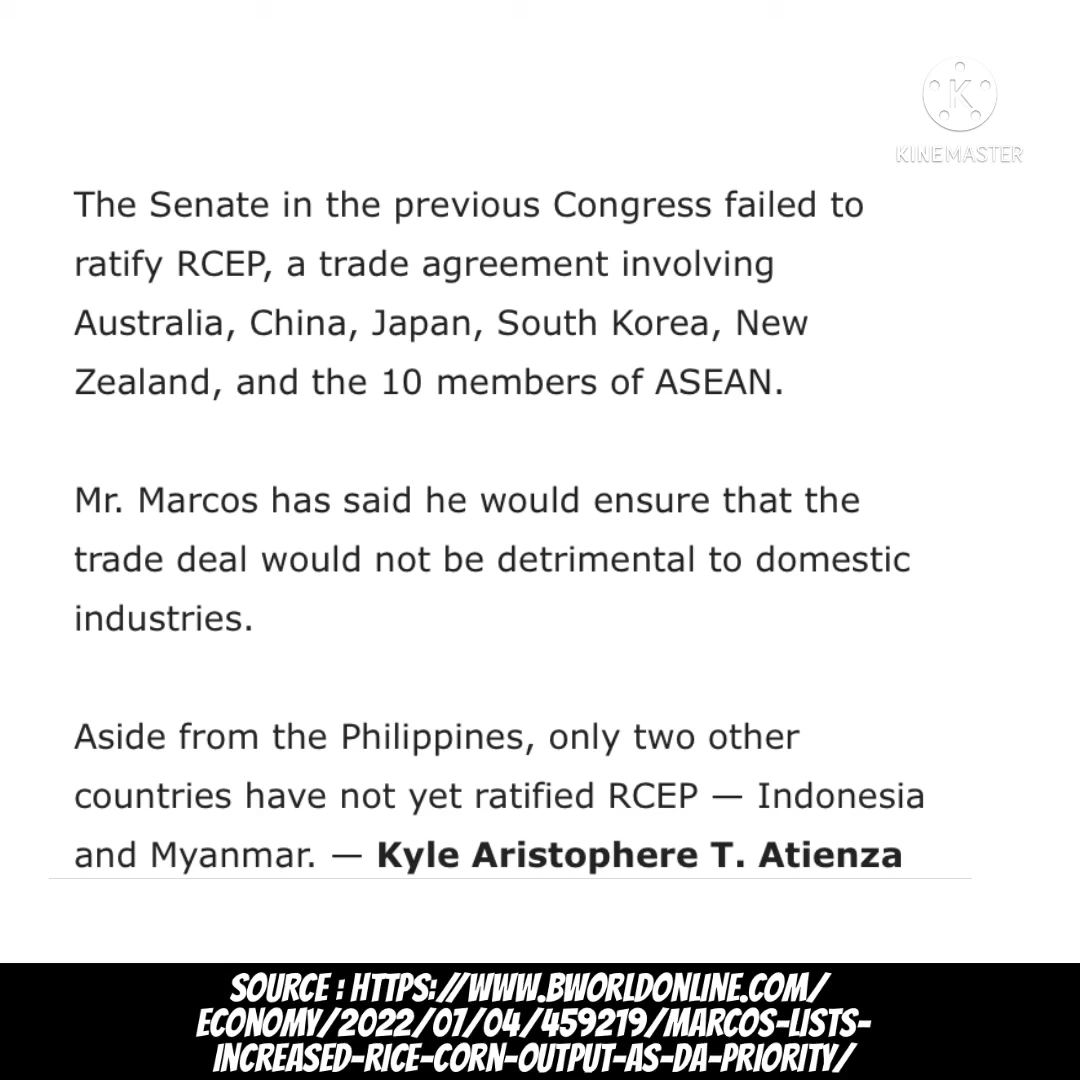 KINEMASTER
The Senate in the previous Congress failed to
ratify RCEP, a trade agreement involving
Australia, China, Japan, South Korea, New
Zealand, and the 10 members of ASEAN.
Mr. Marcos has said he would ensure that the
trade deal would not be detrimental to domestic
industries.
Aside from the Philippines, only two other
countries have not yet ratified RCEP — Indonesia
and Myanmar. — Kyle Aristophere T. Atienza
SOURCE : HTTPS://WWW.BWORLDONLINE.COM/
ECONOMY/2022/07/04/459219/MARCOS-LISTS-
INCREASED-RICE-CORN-OUTPUT-AS-DA-PRIORITY/